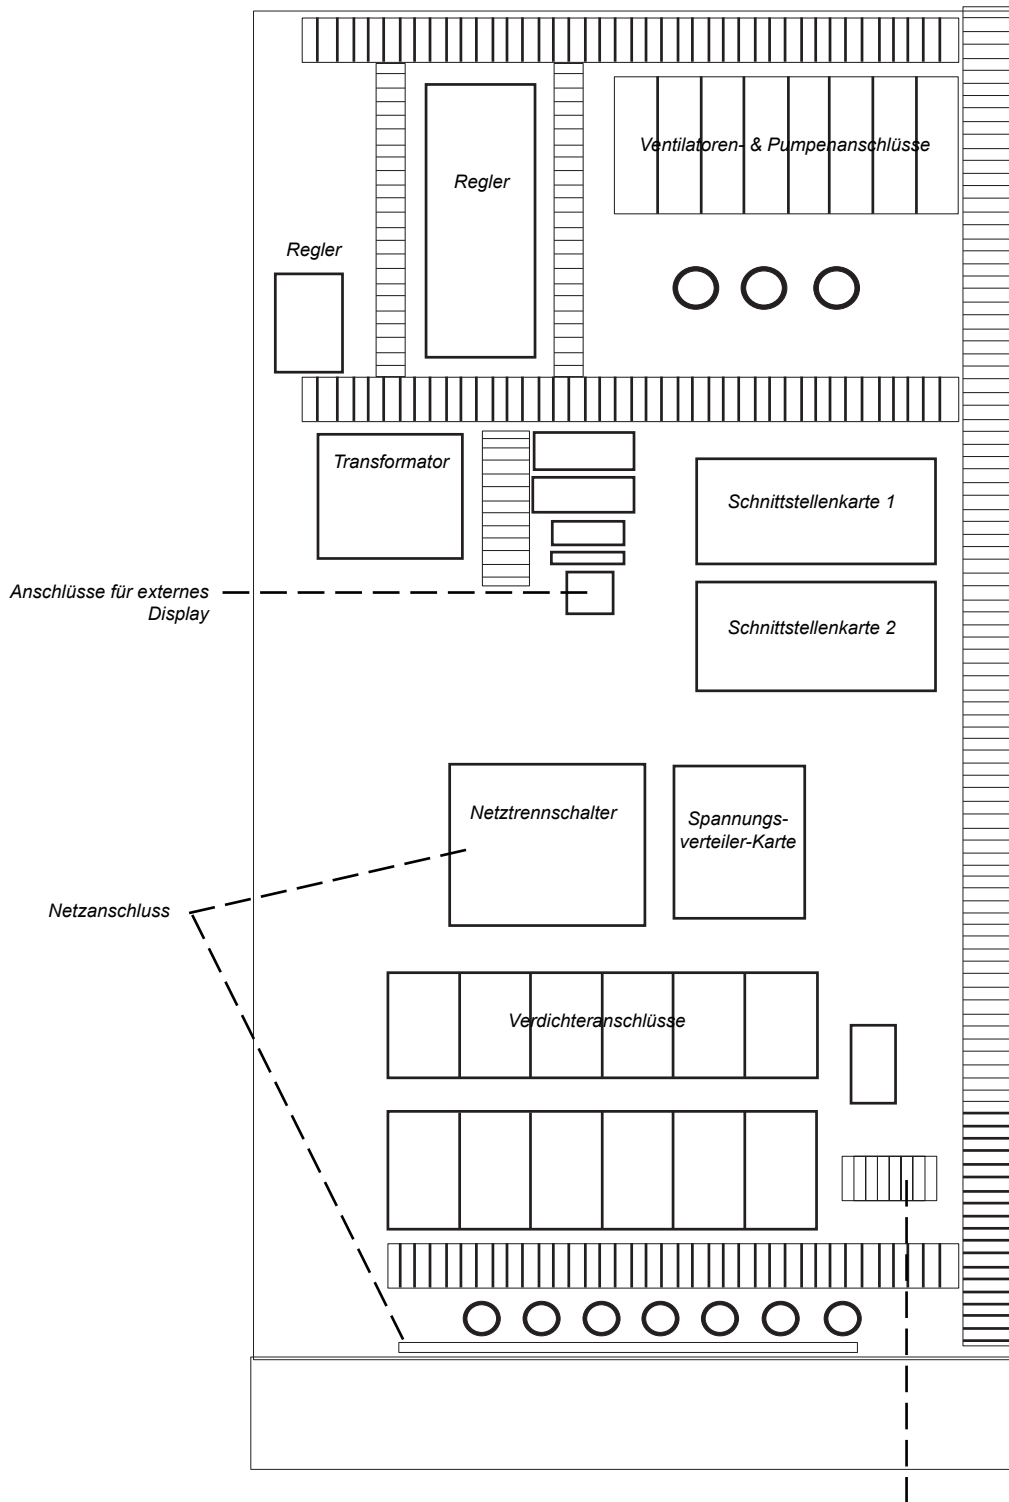 Ventilatoren- & Pumpenanschlüsse
Regler
Regler
Transformator
Schnittstellenkarte 1
Anschlüsse für externes
Display
Schnittstellenkarte 2
Netztrennschalter
Spannungs-
verteiler-Karte
Netzanschluss
Verdichteranschlüsse